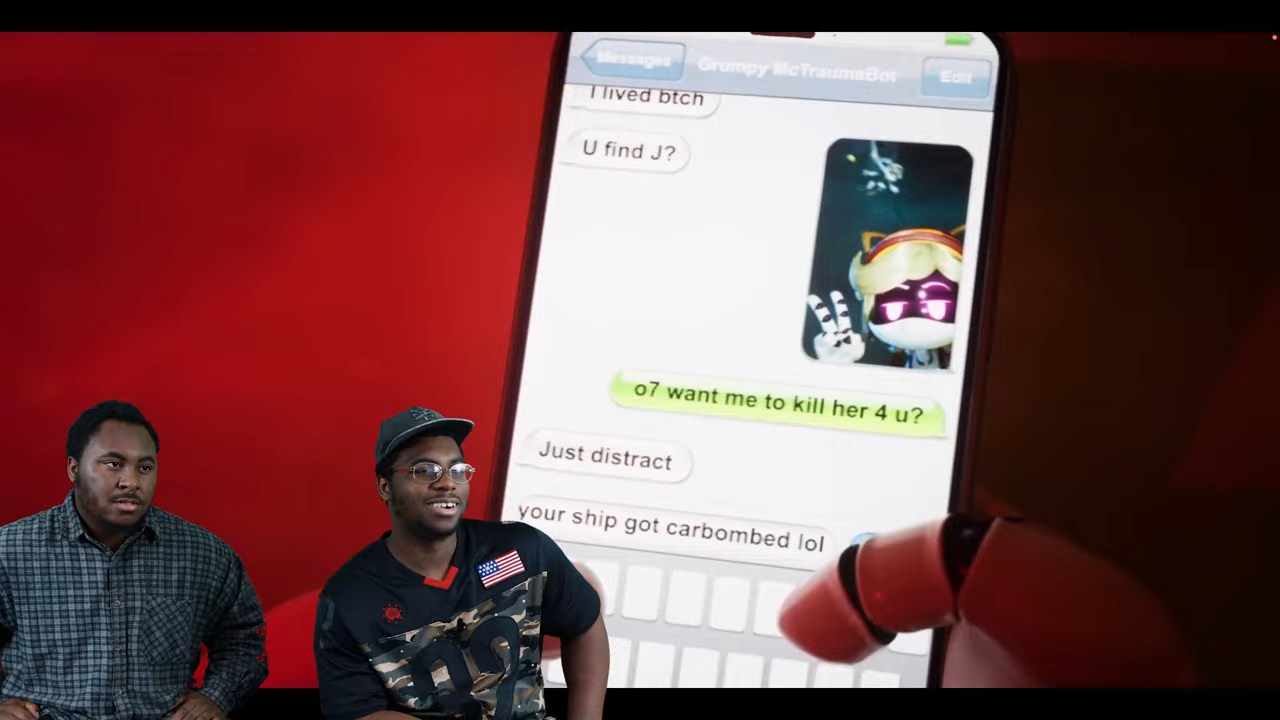 Messages
Grumpy McTraumaBot
Edit
I lived btch
U find J?
o7 want me to kill her 4 u?
Just distract
your ship got carbombed lol